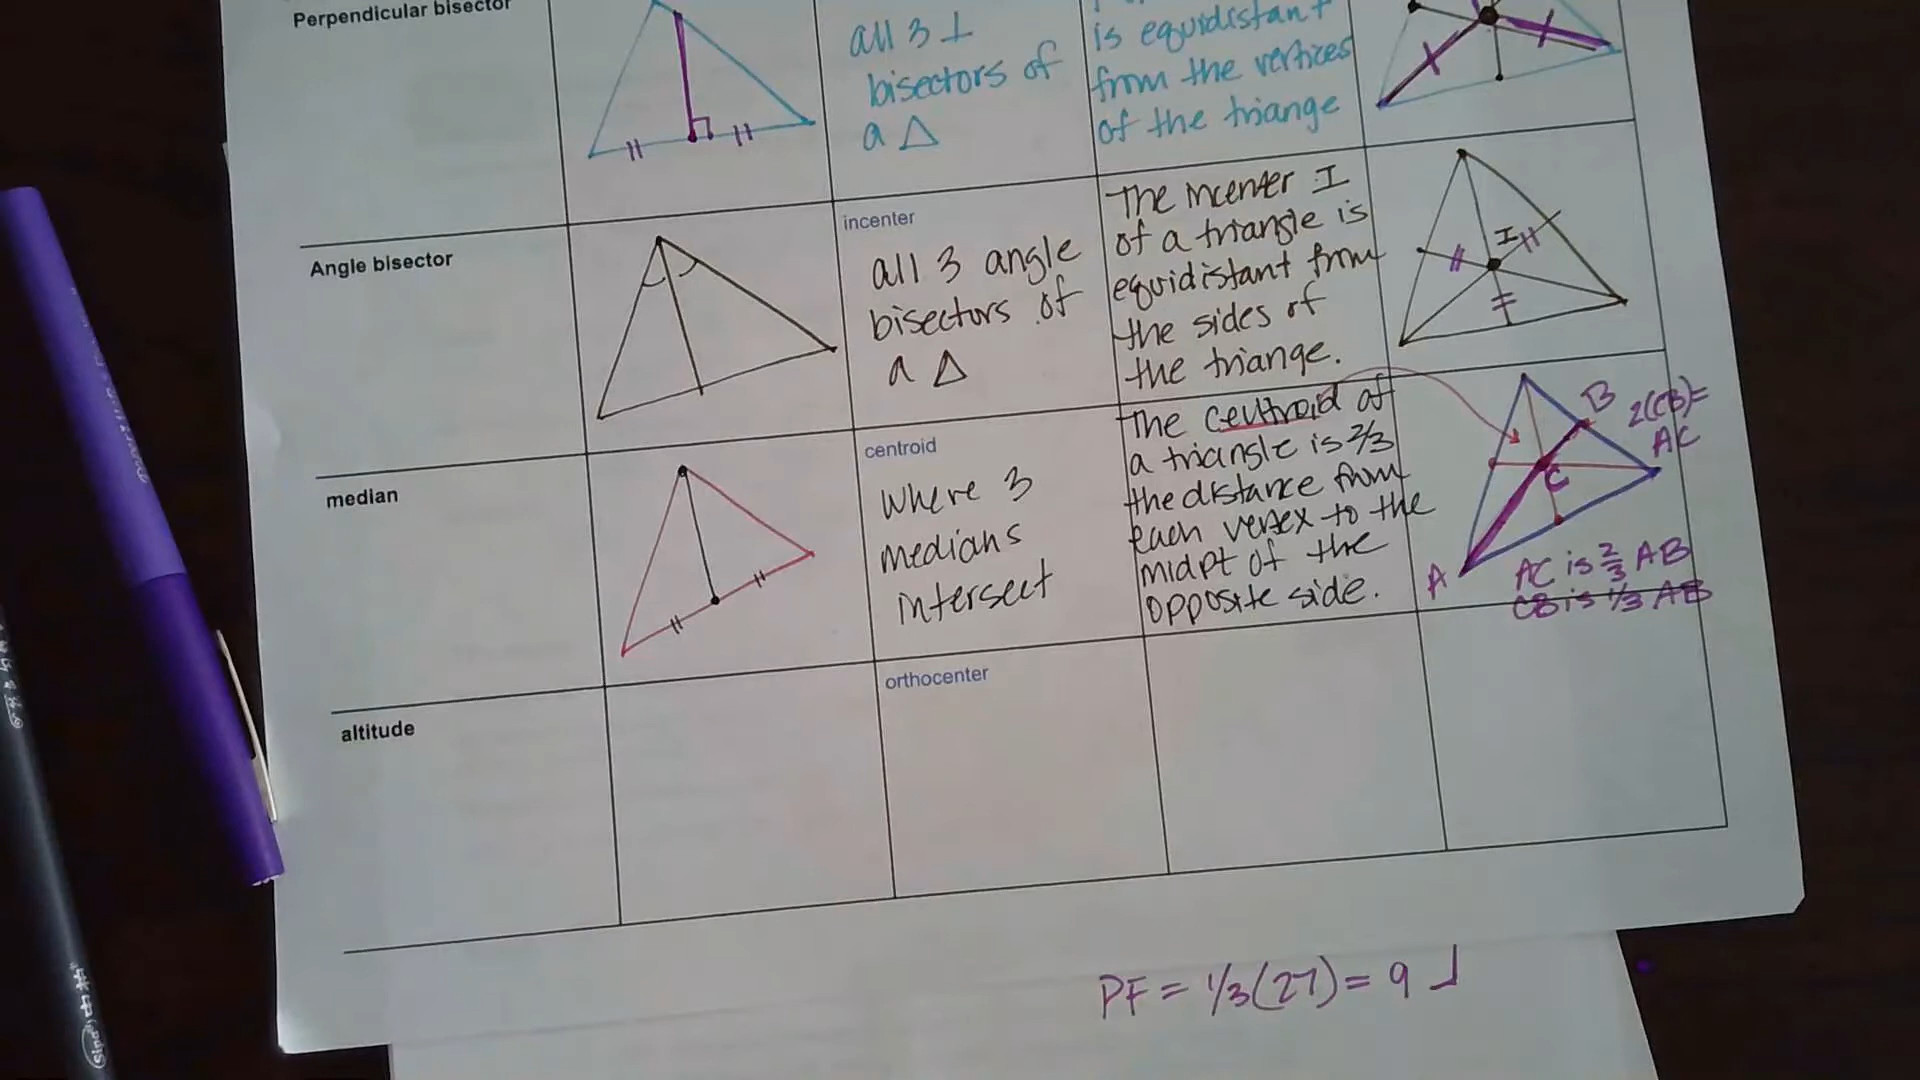 Perpendicular bisector
all 3 ⊥
bisectors of
a △
is equidistant
from the vertices
of the triange
Angle bisector
incenter
all 3 angle
bisectors of
a △
The incenter I
of a triangle is
equidistant from
the sides of
the triange.
I
median
centroid
where 3
medians
intersect
The centroid of
a triangle is 2/3
the distance from
each vertex to the
midpt of the
opposite side.
B
2(CB)=
AC
C
A
AC is 2/3 AB
CB is 1/3 AB
altitude
orthocenter
PF = 1/3(27) = 9